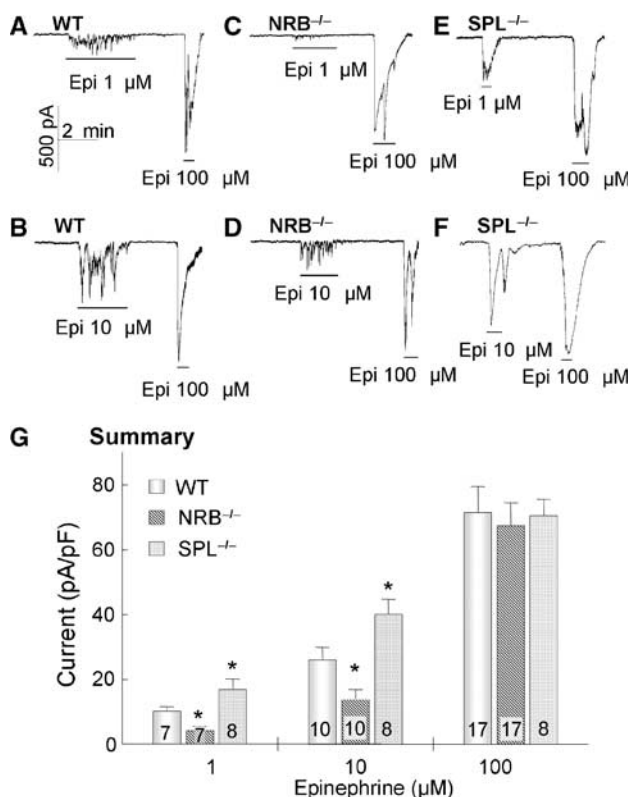 A WT
Epi 1 µM
500 pA
2 min
Epi 100 µM
C NRB−/−
Epi 1 µM
Epi 100 µM
E SPL−/−
Epi 1 µM
Epi 100 µM
B WT
Epi 10 µM
Epi 100 µM
D NRB−/−
Epi 10 µM
Epi 100 µM
F SPL−/−
Epi 10 µM
Epi 100 µM
G Summary
WT
NRB−/−
SPL−/−
Current (pA/pF)
80
60
40
20
0
* *
7 7 8
* *
10 10 8
17 17 8
1 10 100
Epinephrine (µM)